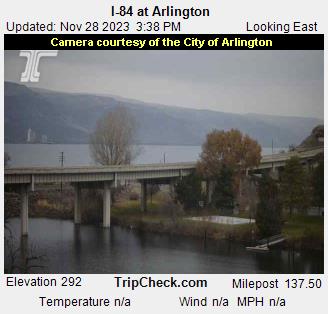 I-84 at Arlington
Updated: Nov 28 2023 3:38 PM Looking East
Camera courtesy of the City of Arlington
Elevation 292 TripCheck.com Milepost 137.50
Temperature n/a Wind n/a MPH n/a